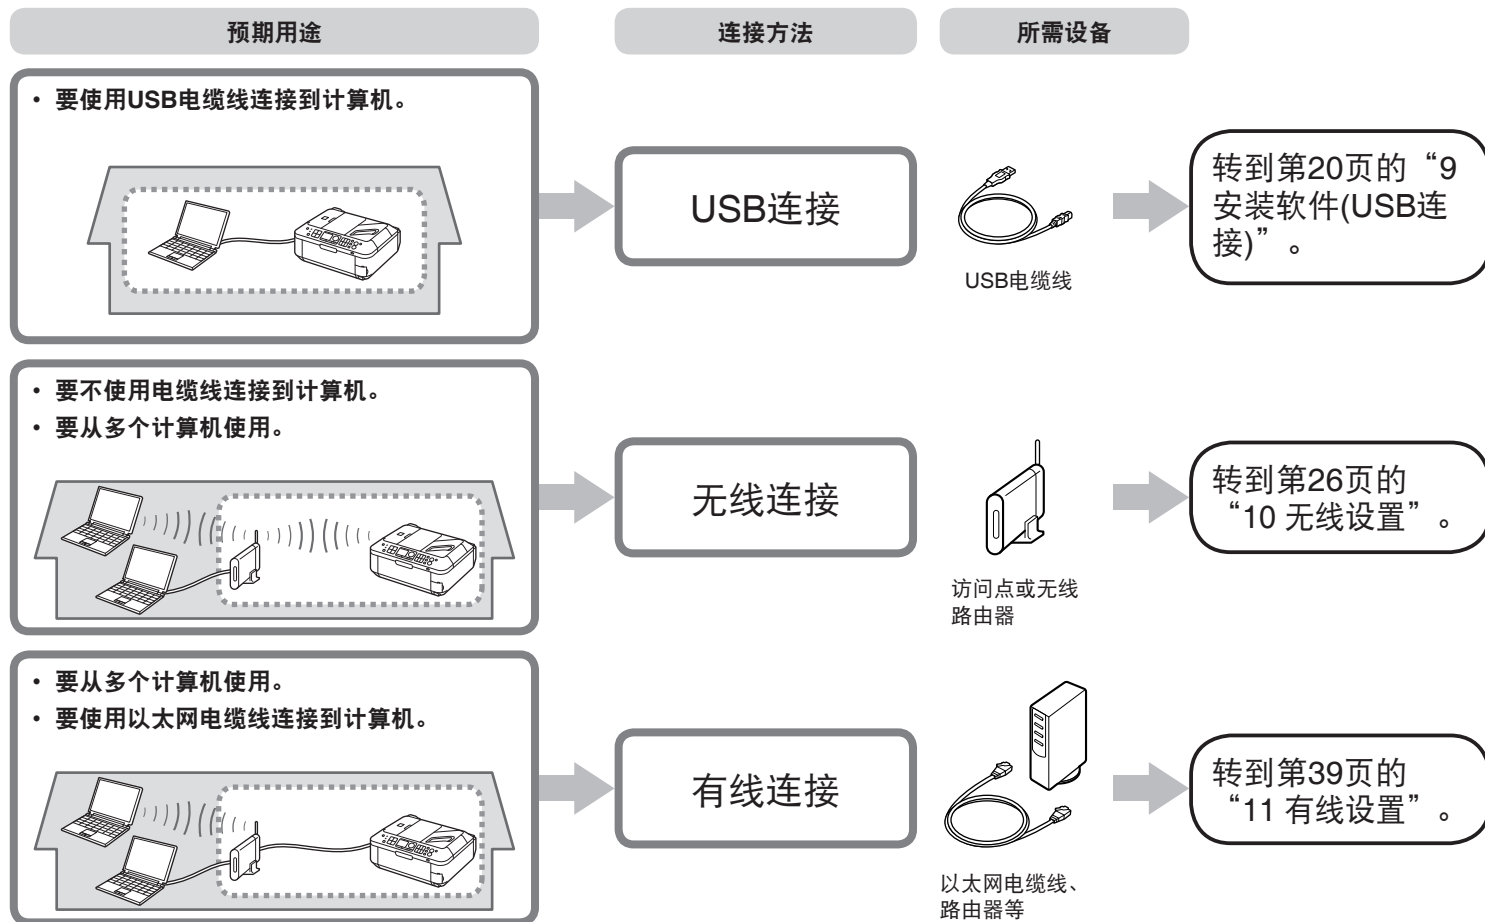 预期用途
连接方法
所需设备
• 要使用USB电缆线连接到计算机。
USB连接
USB电缆线
转到第20页的“9
安装软件(USB连
接)”。
• 要不使用电缆线连接到计算机。
• 要从多个计算机使用。
无线连接
访问点或无线
路由器
转到第26页的
“10 无线设置”。
• 要从多个计算机使用。
• 要使用以太网电缆线连接到计算机。
有线连接
以太网电缆线、
路由器等
转到第39页的
“11 有线设置”。